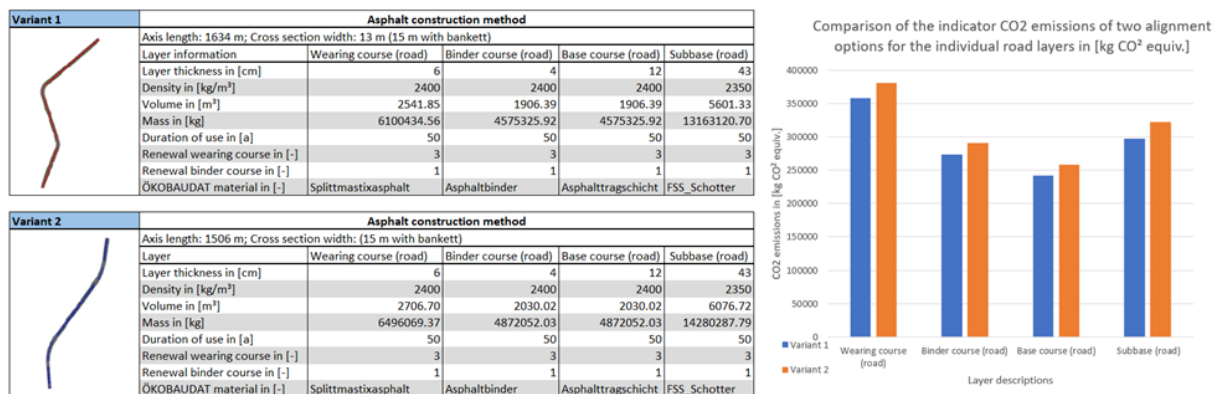 Variant 1 Asphalt construction method
Axis length: 1634 m; Cross section width: 13 m (15 m with bankett)
Layer information Wearing course (road) Binder course (road) Base course (road) Subbase (road)
Layer thickness in [cm] 6 4 12 43
Density in [kg/m³] 2400 2400 2400 2350
Volume in [m³] 2541.85 1906.39 1906.39 5601.33
Mass in [kg] 6100434.56 4575325.92 4575325.92 13163120.70
Duration of use in [a] 50 50 50 50
Renewal wearing course in [-] 3 3 3 3
Renewal binder course in [-] 1 1 1 1
ÖKOBAUDAT material in [-] Splittmastixasphalt Asphaltbinder Asphalttragschicht FSS_Schotter
Variant 2 Asphalt construction method
Axis length: 1506 m; Cross section width: (15 m with bankett)
Layer Wearing course (road) Binder course (road) Base course (road) Subbase (road)
Layer thickness in [cm] 6 4 12 43
Density in [kg/m³] 2400 2400 2400 2350
Volume in [m³] 2706.70 2030.02 2030.02 6076.72
Mass in [kg] 6496069.37 4872052.03 4872052.03 14280287.79
Duration of use in [a] 50 50 50 50
Renewal wearing course in [-] 3 3 3 3
Renewal binder course in [-] 1 1 1 1
ÖKOBAUDAT material in [-] Splittmastixasphalt Asphaltbinder Asphalttragschicht FSS_Schotter
Comparison of the indicator CO2 emissions of two alignment
options for the individual road layers in [kg CO² equiv.]
CO2 emissions in [kg CO² equiv.]
400000
350000
300000
250000
200000
150000
100000
50000
0
Variant 1
Variant 2
Wearing course
(road)
Binder course (road)
Base course (road)
Subbase (road)
Layer descriptions